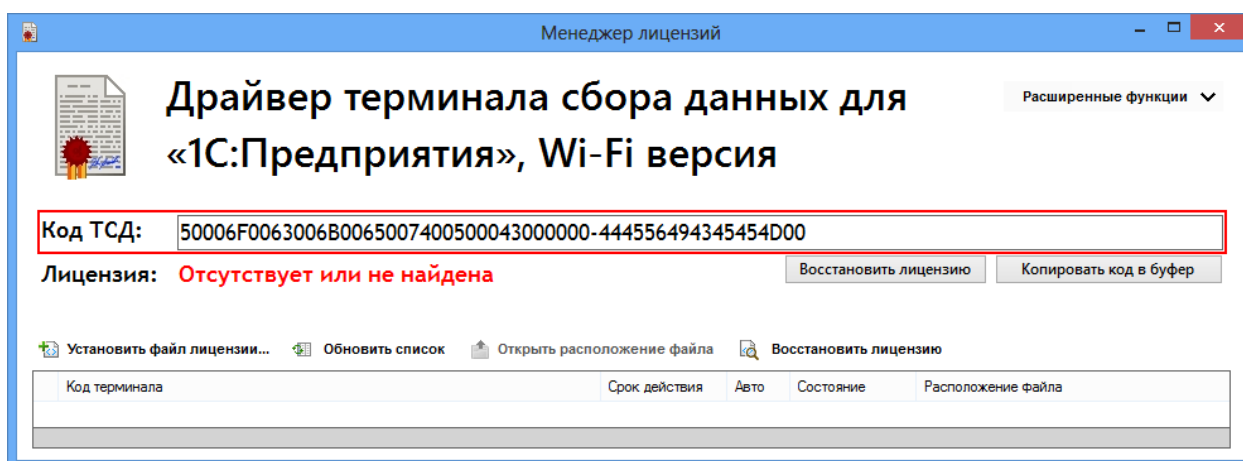 Менеджер лицензий
Драйвер терминала сбора данных для
«1С:Предприятия», Wi-Fi версия
Расширенные функции
Код ТСД: 50006F0063006B0065007400500043000000-444556494345454D00
Лицензия: Отсутствует или не найдена
Восстановить лицензию Копировать код в буфер
Установить файл лицензии... Обновить список Открыть расположение файла Восстановить лицензию
Код терминала Срок действия Авто Состояние Расположение файла